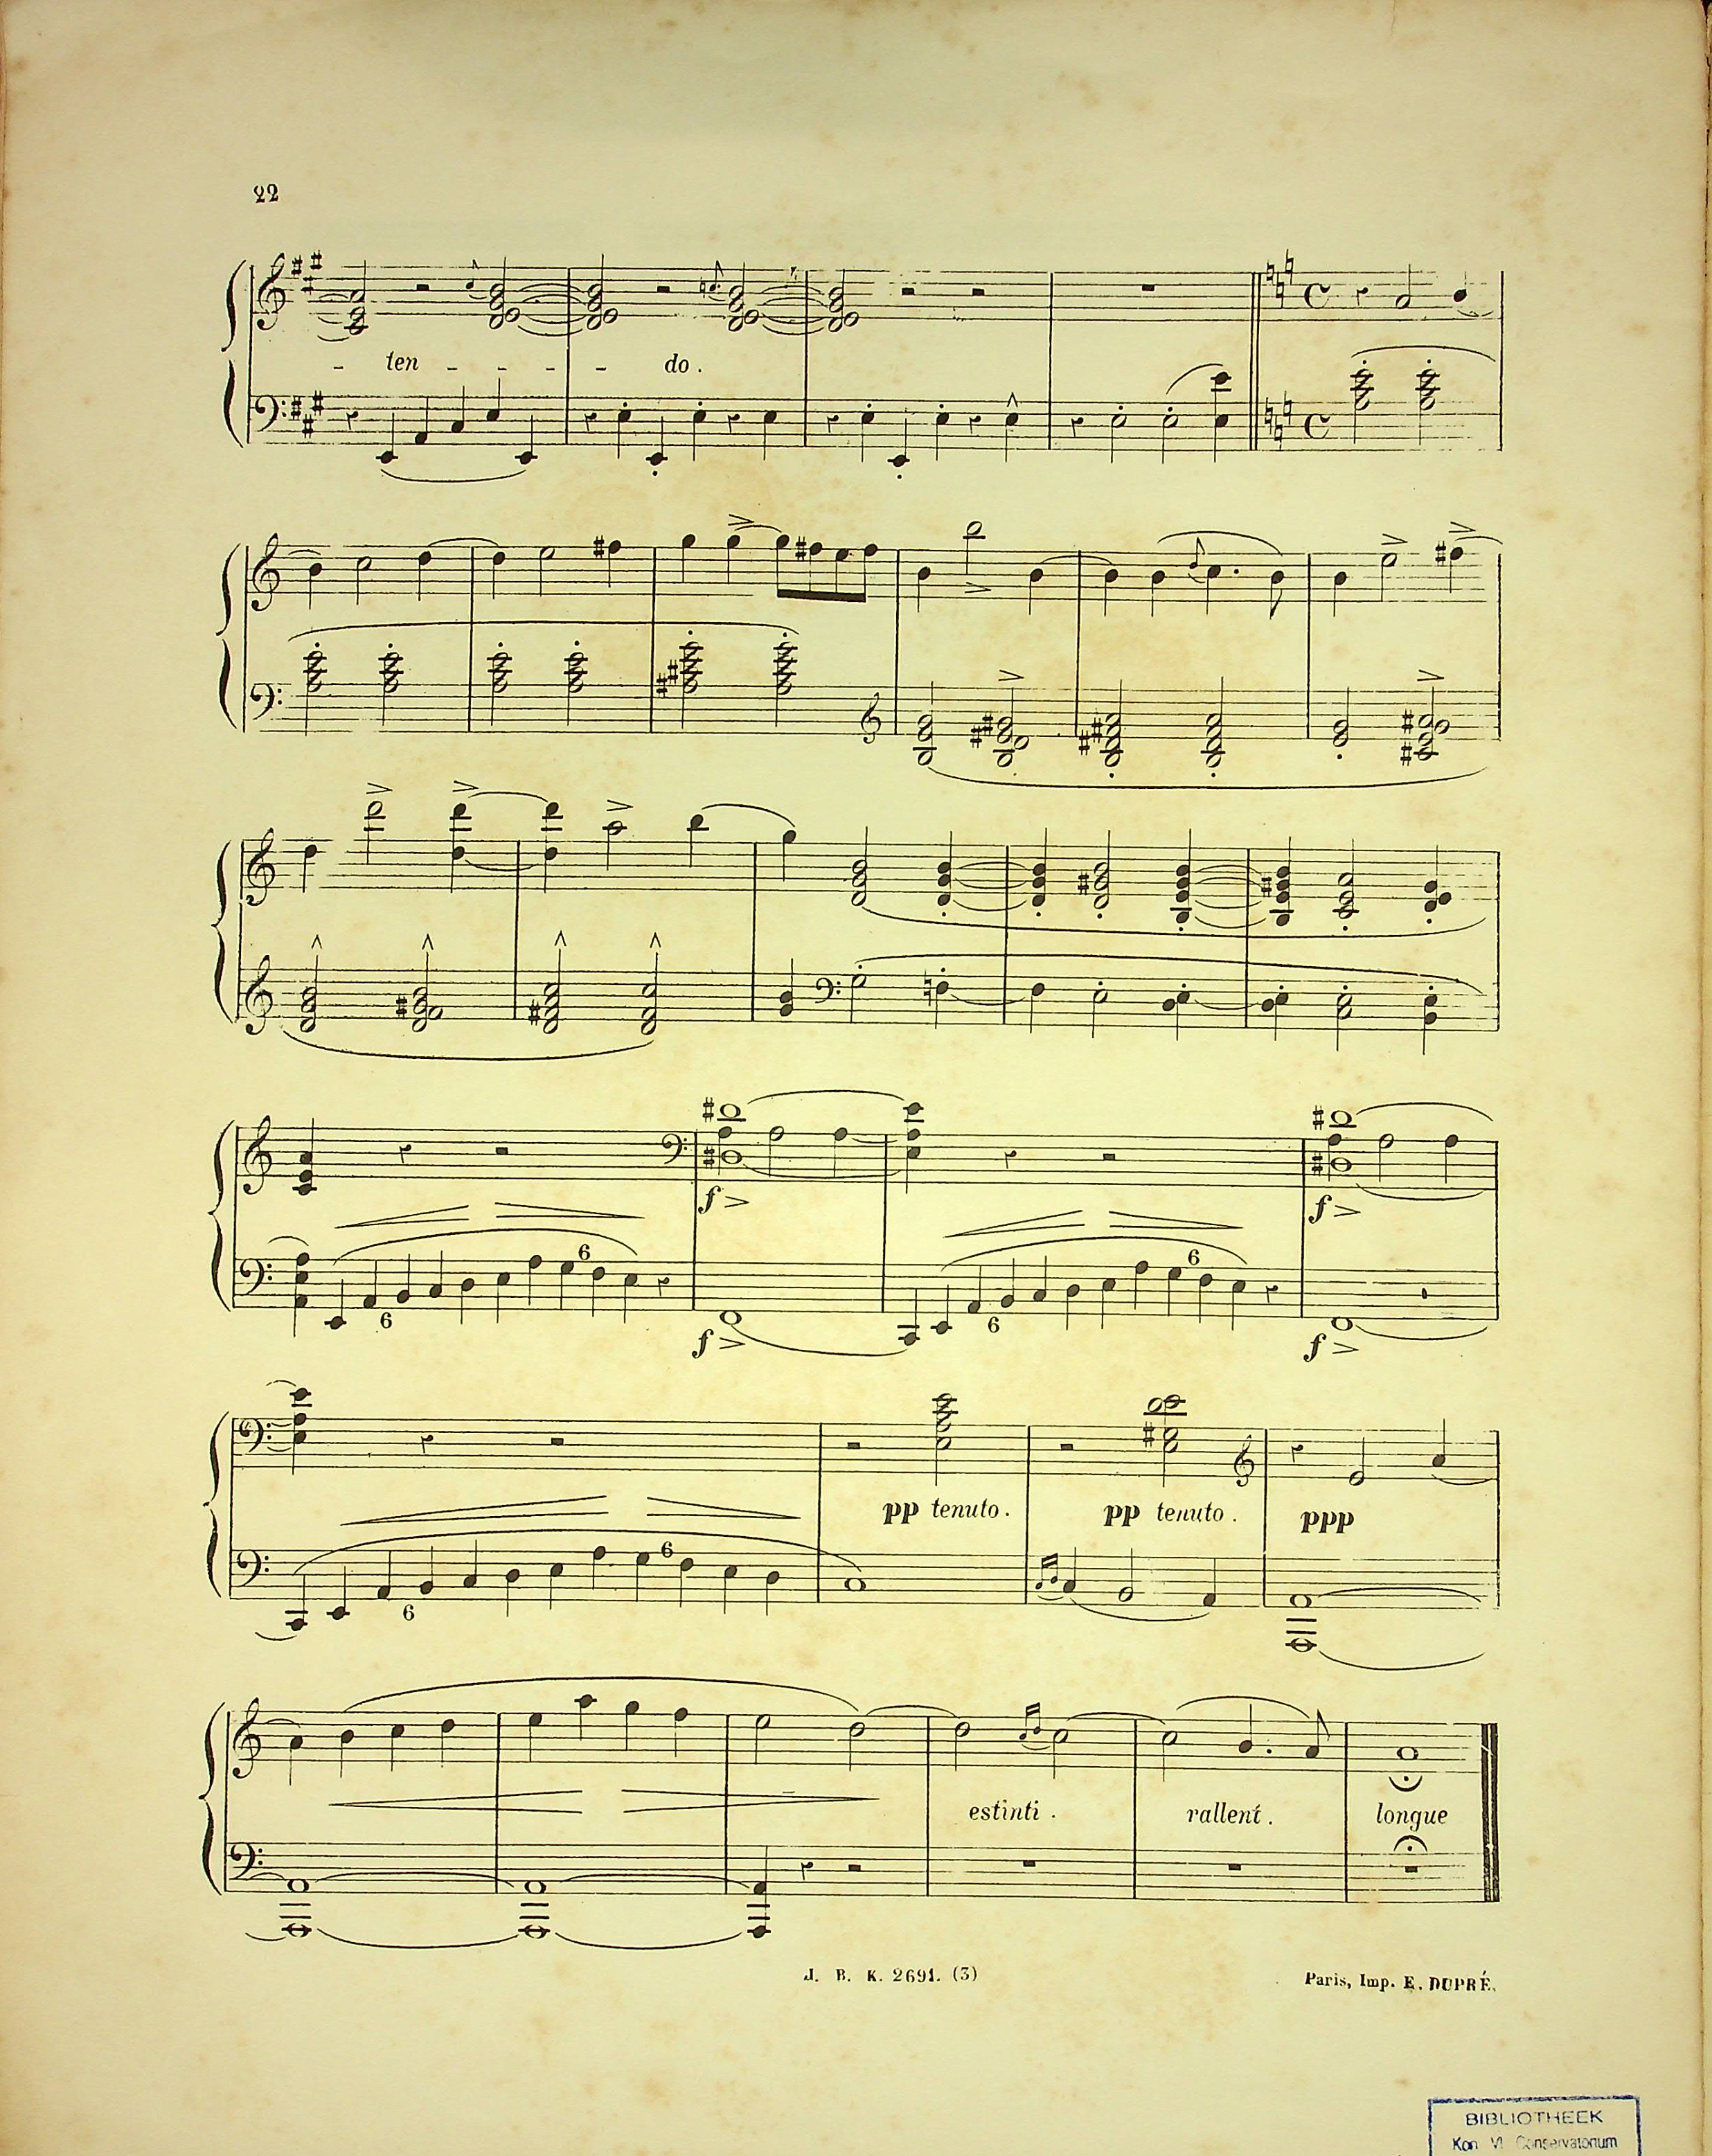 22
- ten - - - - do.
6 6
f f
6 6
f f
6 6
pp tenuto. pp tenuto. ppp
estinti. rallent. longue
J. B. K. 2691. (3) Paris, Imp. E. DUPRÉ.
BIBLIOTHEEK
Kon. Vl. Conservatorium